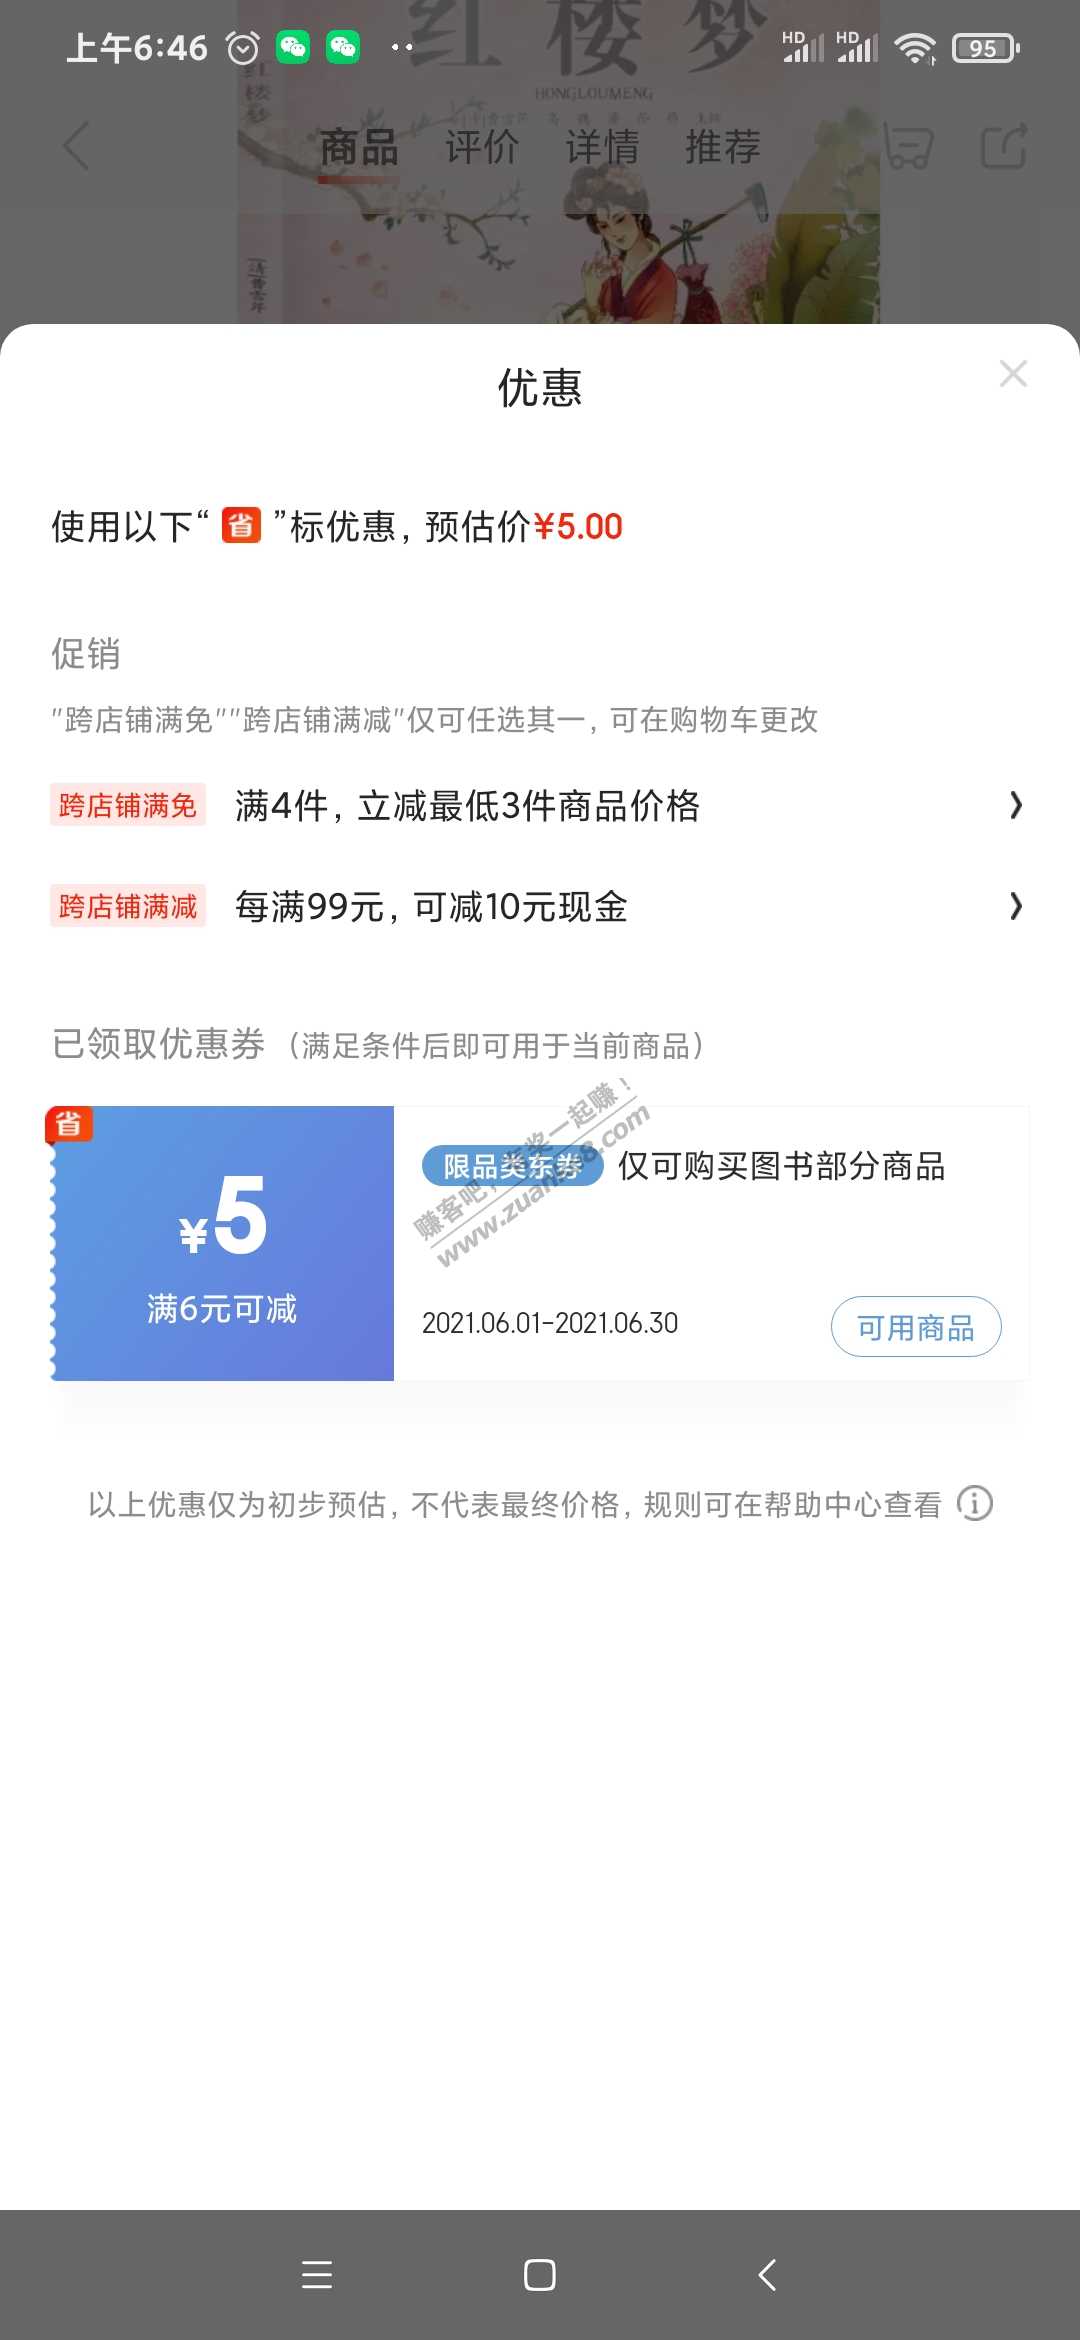 上午6:46
HD HD 95
红楼梦
HONGLOUMENG
红楼梦
商品 评价 详情 推荐
优惠
使用以下“省”标优惠，预估价¥5.00
促销
"跨店铺满免""跨店铺满减"仅可任选其一，可在购物车更改
跨店铺满免 满4件，立减最低3件商品价格
跨店铺满减 每满99元，可减10元现金
已领取优惠券（满足条件后即可用于当前商品）
省
¥5
满6元可减
限品类东券 仅可购买图书部分商品
2021.06.01-2021.06.30
可用商品
以上优惠仅为初步预估，不代表最终价格，规则可在帮助中心查看